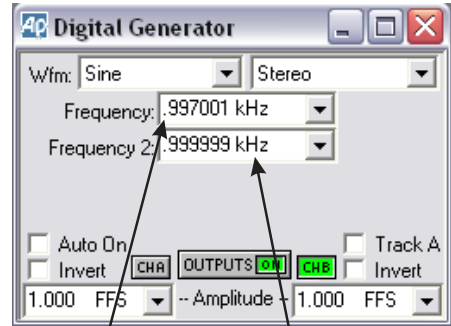 AP Digital Generator
Wfm: Sine Stereo
Frequency: .997001 kHz
Frequency 2: .999999 kHz
Auto On Track A
Invert CHA OUTPUTS ON CHB Invert
1.000 FFS -- Amplitude -- 1.000 FFS